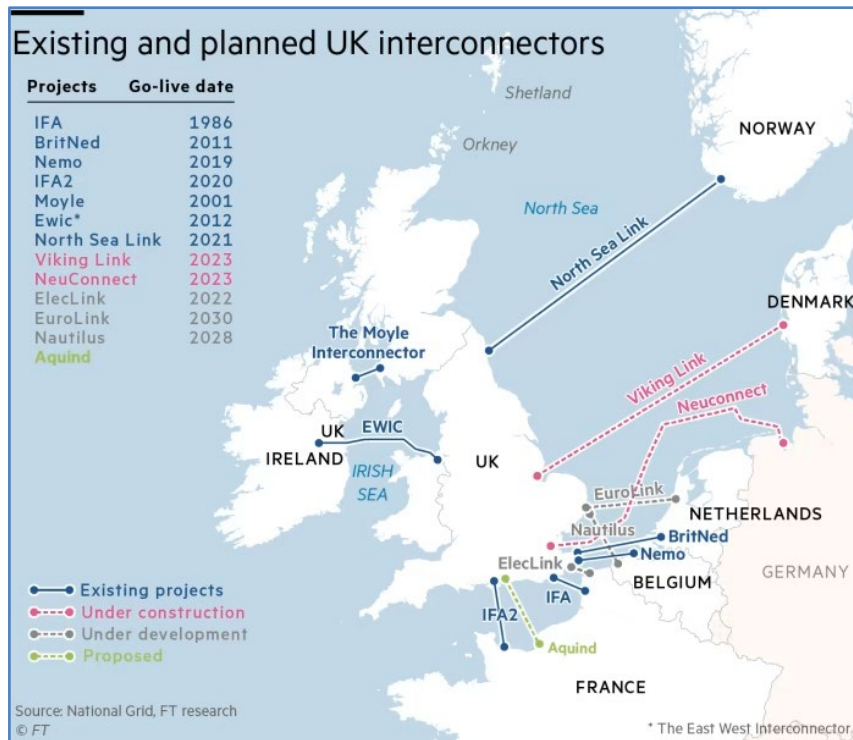 Existing and planned UK interconnectors
Projects Go-live date
IFA 1986
BritNed 2011
Nemo 2019
IFA2 2020
Moyle 2001
Ewic* 2012
North Sea Link 2021
Viking Link 2023
NeuConnect 2023
ElecLink 2022
EuroLink 2030
Nautilus 2028
Aquind
Shetland
Orkney
NORWAY
North Sea
North Sea Link
DENMARK
The Moyle
Interconnector
Viking Link
Neuconnect
UK
IRELAND
EWIC
IRISH
SEA
UK
EuroLink
NETHERLANDS
Nautilus
BritNed
Nemo
ElecLink
BELGIUM
GERMANY
IFA
IFA2
Aquind
FRANCE
Existing projects
Under construction
Under development
Proposed
Source: National Grid, FT research
© FT
* The East West Interconnector